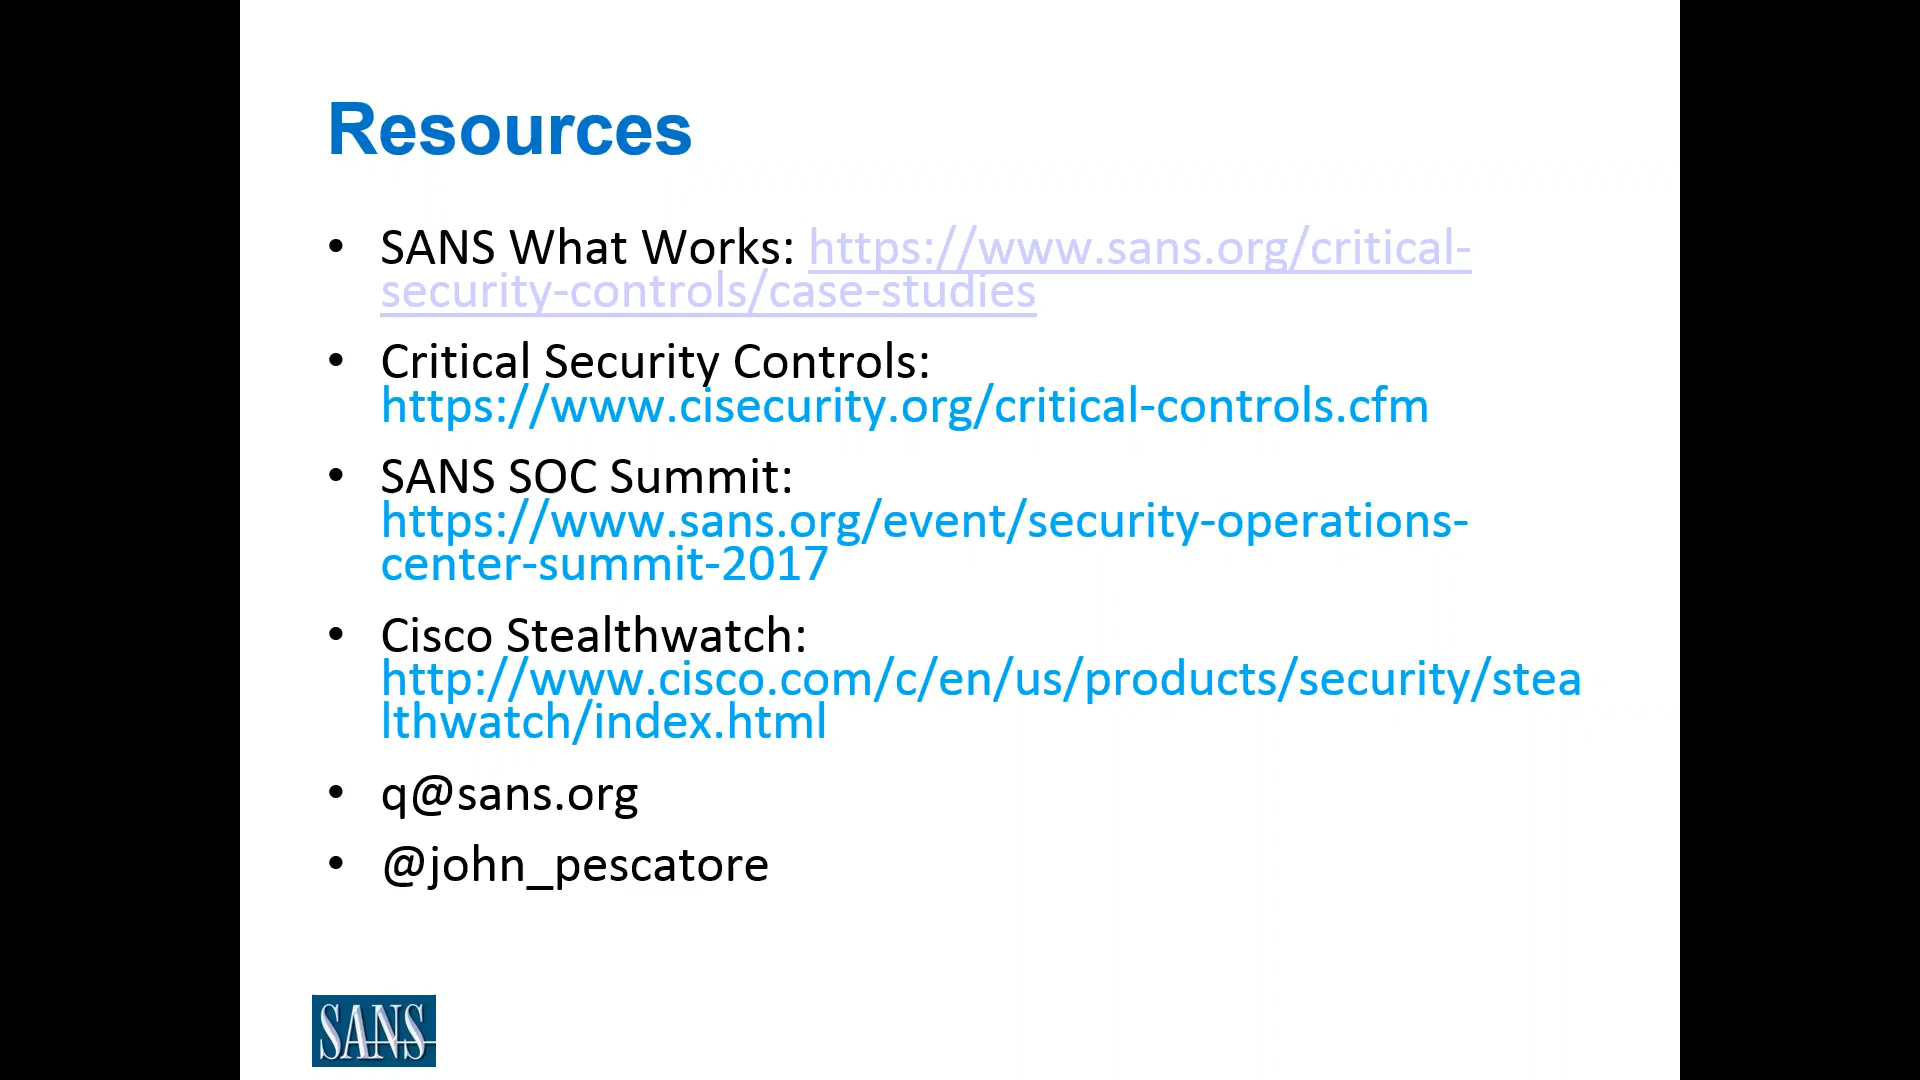 Resources
• SANS What Works: https://www.sans.org/critical-
security-controls/case-studies
• Critical Security Controls:
https://www.cisecurity.org/critical-controls.cfm
• SANS SOC Summit:
https://www.sans.org/event/security-operations-
center-summit-2017
• Cisco Stealthwatch:
http://www.cisco.com/c/en/us/products/security/stea
lthwatch/index.html
• q@sans.org
• @john_pescatore
SANS